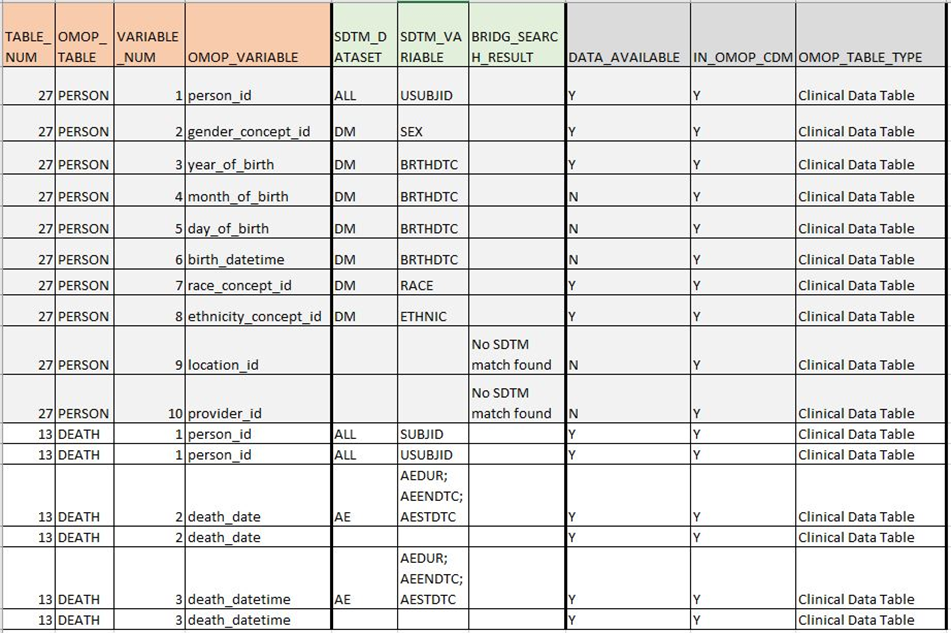 TABLE_NUM OMOP_TABLE VARIABLE_NUM OMOP_VARIABLE SDTM_DATASET SDTM_VARIABLE BRIDG_SEARCH_RESULT DATA_AVAILABLE IN_OMOP_CDM OMOP_TABLE_TYPE
27 PERSON 1 person_id ALL USUBJID Y Y Clinical Data Table
27 PERSON 2 gender_concept_id DM SEX Y Y Clinical Data Table
27 PERSON 3 year_of_birth DM BRTHDTC Y Y Clinical Data Table
27 PERSON 4 month_of_birth DM BRTHDTC N Y Clinical Data Table
27 PERSON 5 day_of_birth DM BRTHDTC N Y Clinical Data Table
27 PERSON 6 birth_datetime DM BRTHDTC N Y Clinical Data Table
27 PERSON 7 race_concept_id DM RACE Y Y Clinical Data Table
27 PERSON 8 ethnicity_concept_id DM ETHNIC Y Y Clinical Data Table
27 PERSON 9 location_id No SDTM match found N Y Clinical Data Table
27 PERSON 10 provider_id No SDTM match found N Y Clinical Data Table
13 DEATH 1 person_id ALL SUBJID Y Y Clinical Data Table
13 DEATH 1 person_id ALL USUBJID Y Y Clinical Data Table
13 DEATH 2 death_date AE AEDUR; AEENDTC; AESTDTC Y Y Clinical Data Table
13 DEATH 2 death_date Y Y Clinical Data Table
13 DEATH 3 death_datetime AE AEDUR; AEENDTC; AESTDTC Y Y Clinical Data Table
13 DEATH 3 death_datetime Y Y Clinical Data Table